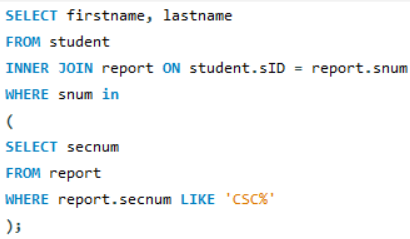 SELECT firstname, lastname
FROM student
INNER JOIN report ON student.sID = report.snum
WHERE snum in
(
SELECT secnum
FROM report
WHERE report.secnum LIKE 'CSC%'
);